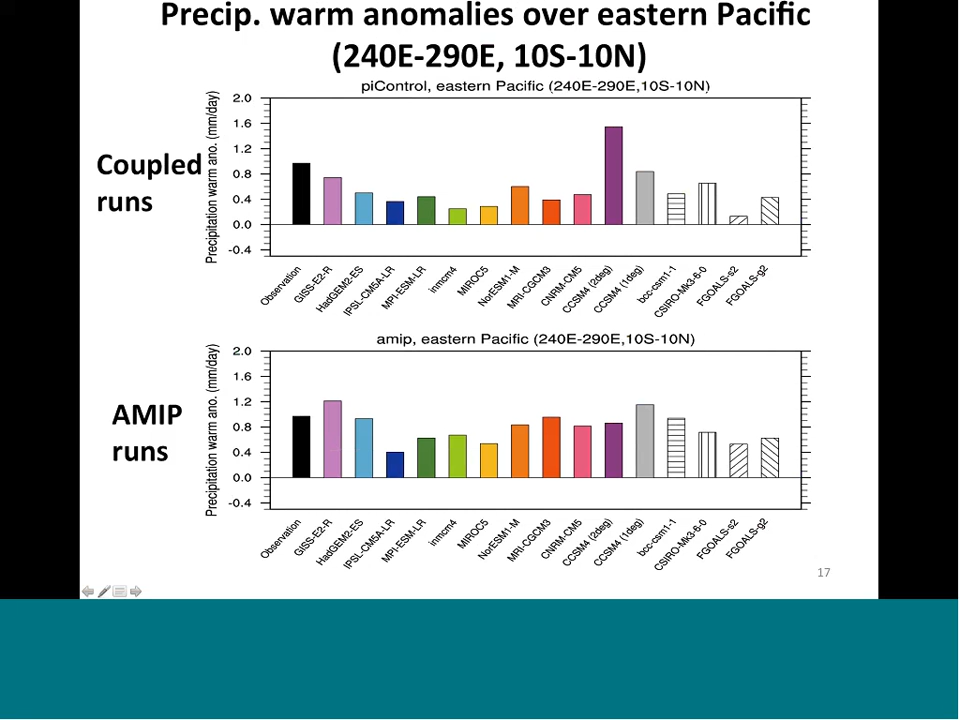 Precip. warm anomalies over eastern Pacific
(240E-290E, 10S-10N)
piControl, eastern Pacific (240E-290E,10S-10N)
Coupled
runs
Precipitation warm ano. (mm/day)
2.0
1.6
1.2
0.8
0.4
0.0
-0.4
Observation
GISS-E2-R
HadGEM2-ES
IPSL-CM5A-LR
MPI-ESM-LR
inmcm4
MIROC5
NorESM1-M
MRI-CGCM3
CNRM-CM5
CCSM4 (2deg)
CCSM4 (1deg)
bcc-csm1-1
CSIRO-Mk3-6-0
FGOALS-s2
FGOALS-g2
amip, eastern Pacific (240E-290E,10S-10N)
AMIP
runs
Precipitation warm ano. (mm/day)
2.0
1.6
1.2
0.8
0.4
0.0
-0.4
Observation
GISS-E2-R
HadGEM2-ES
IPSL-CM5A-LR
MPI-ESM-LR
inmcm4
MIROC5
NorESM1-M
MRI-CGCM3
CNRM-CM5
CCSM4 (2deg)
CCSM4 (1deg)
bcc-csm1-1
CSIRO-Mk3-6-0
FGOALS-s2
FGOALS-g2
17